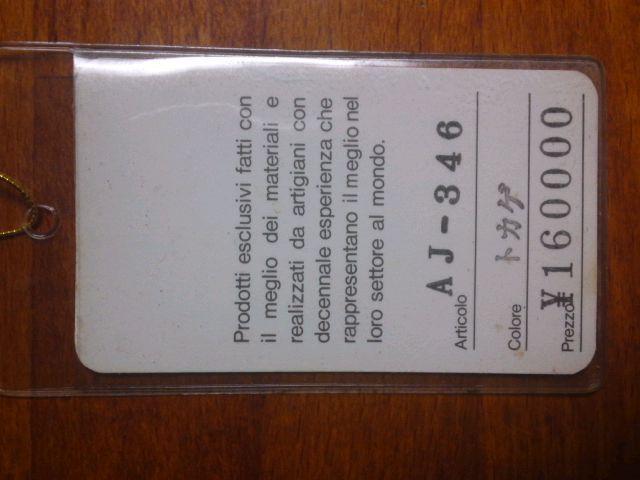 Prodotti esclusivi fatti con
il meglio dei materiali e
realizzati da artigiani con
decennale esperienza che
rappresentano il meglio nel
loro settore al mondo.
Articolo AJ-346
Colore トカゲ
Prezzo ¥160000